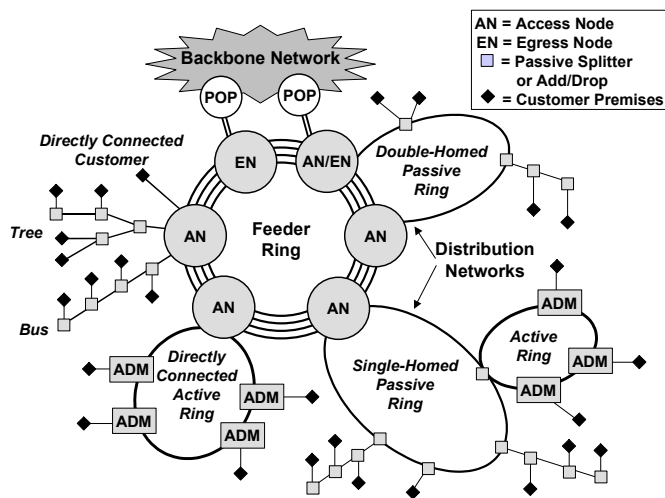 AN = Access Node
EN = Egress Node
= Passive Splitter
or Add/Drop
= Customer Premises
Backbone Network
POP
POP
Directly Connected
Customer
EN
AN/EN
Double-Homed
Passive
Ring
Tree
AN
Feeder
Ring
AN
Distribution
Networks
Bus
AN
AN
ADM
Active
Ring
ADM
ADM
Directly
Connected
Active
Ring
ADM
ADM
ADM
ADM
Single-Homed
Passive
Ring